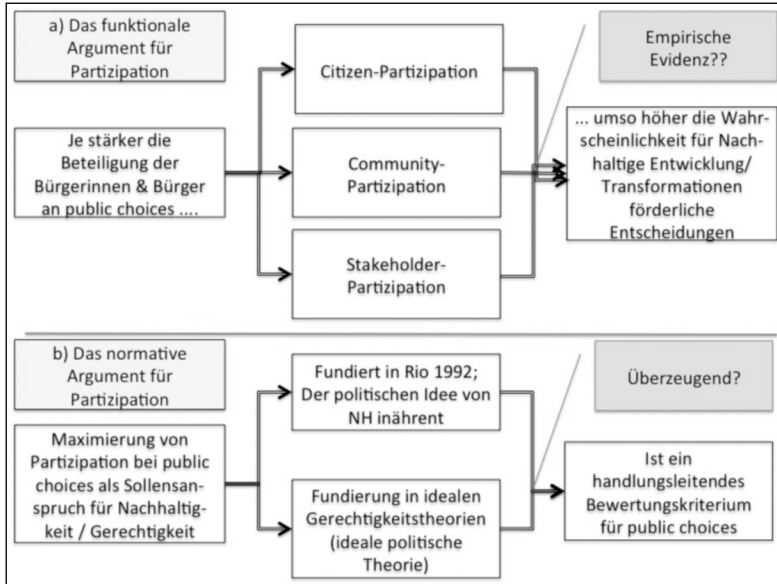 a) Das funktionale
Argument für
Partizipation
Je stärker die
Beteiligung der
Bürgerinnen & Bürger
an public choices ....
Citizen-Partizipation
Community-
Partizipation
Stakeholder-
Partizipation
Empirische
Evidenz??
... umso höher die Wahr-
scheinlichkeit für Nach-
haltige Entwicklung/
Transformationen
förderliche
Entscheidungen
b) Das normative
Argument für
Partizipation
Maximierung von
Partizipation bei public
choices als Sollensan-
spruch für Nachhaltig-
keit / Gerechtigkeit
Fundiert in Rio 1992;
Der politischen Idee von
NH inährent
Fundierung in idealen
Gerechtigkeitstheorien
(ideale politische
Theorie)
Überzeugend?
Ist ein
handlungsleitendes
Bewertungskriterium
für public choices